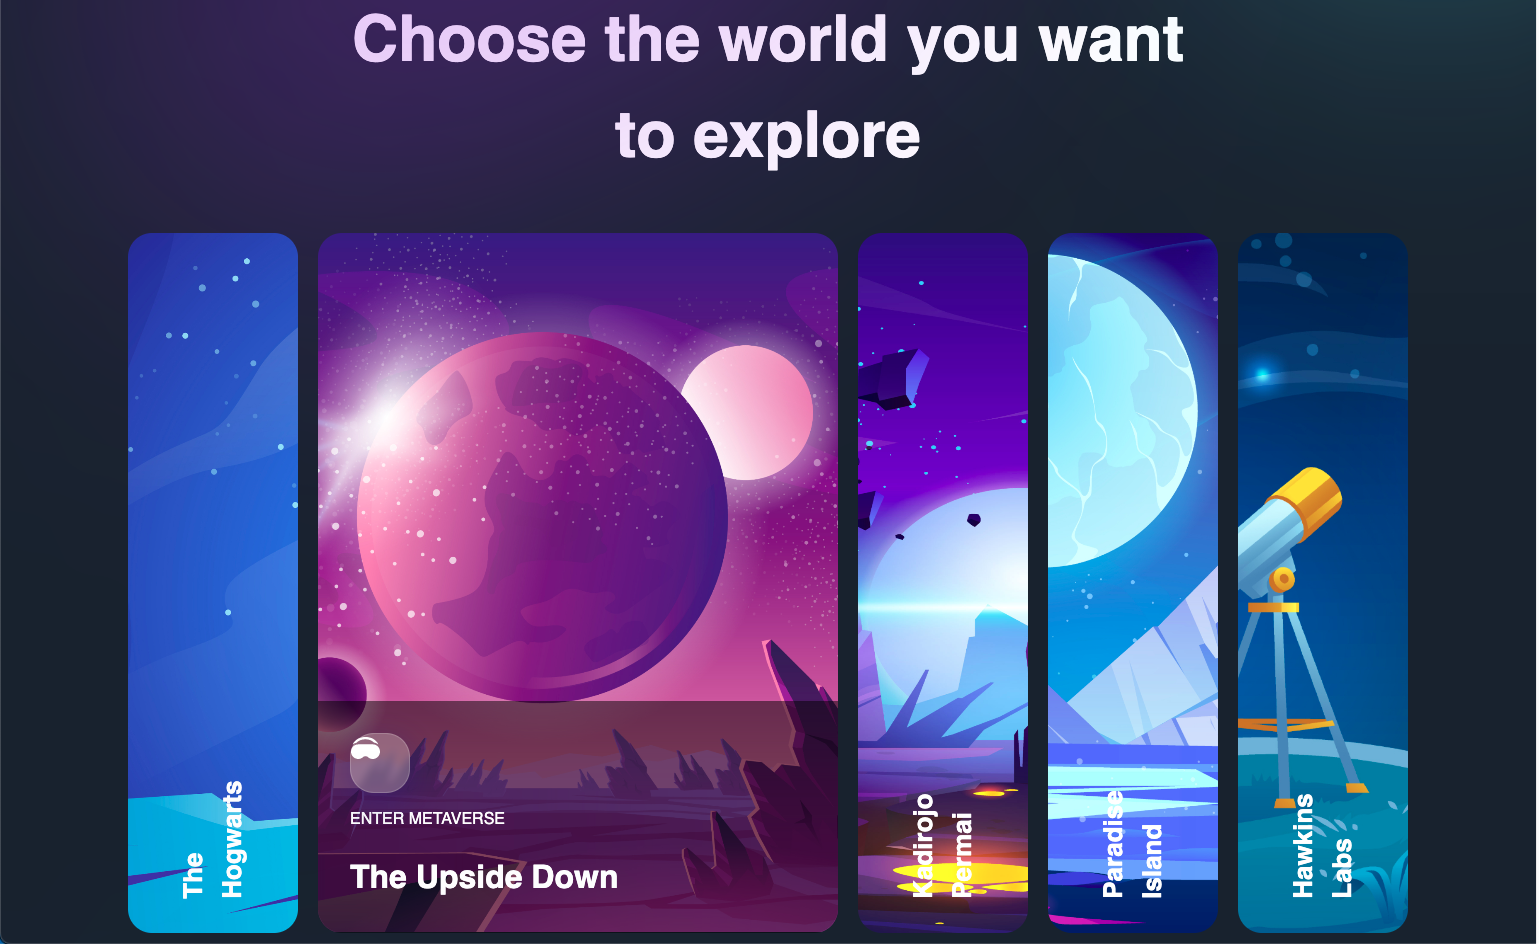 Choose the world you want
to explore
The
Hogwarts
ENTER METAVERSE
The Upside Down
Kadirojo
Permai
Paradise
Island
Hawkins
Labs